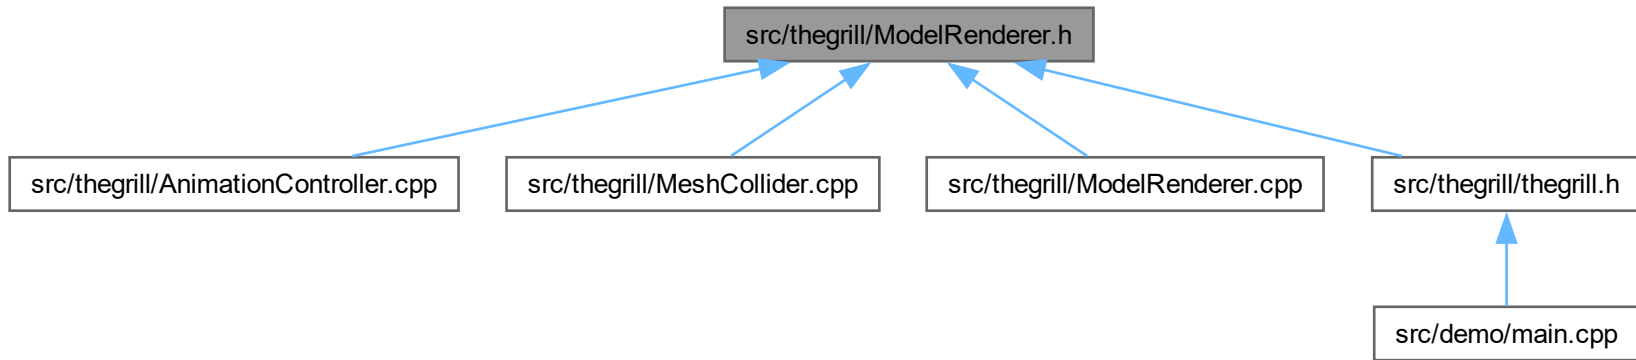 src/thegrill/ModelRenderer.h
src/thegrill/AnimationController.cpp
src/thegrill/MeshCollider.cpp
src/thegrill/ModelRenderer.cpp
src/thegrill/thegrill.h
src/demo/main.cpp